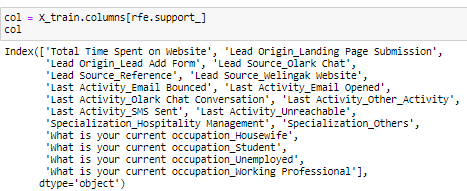 col = X_train.columns[rfe.support_]
col
Index(['Total Time Spent on Website', 'Lead Origin_Landing Page Submission',
'Lead Origin_Lead Add Form', 'Lead Source_Olark Chat',
'Lead Source_Reference', 'Lead Source_Welingak Website',
'Last Activity_Email Bounced', 'Last Activity_Email Opened',
'Last Activity_Olark Chat Conversation', 'Last Activity_Other_Activity',
'Last Activity_SMS Sent', 'Last Activity_Unreachable',
'Specialization_Hospitality Management', 'Specialization_Others',
'What is your current occupation_Housewife',
'What is your current occupation_Student',
'What is your current occupation_Unemployed',
'What is your current occupation_Working Professional'],
dtype='object')